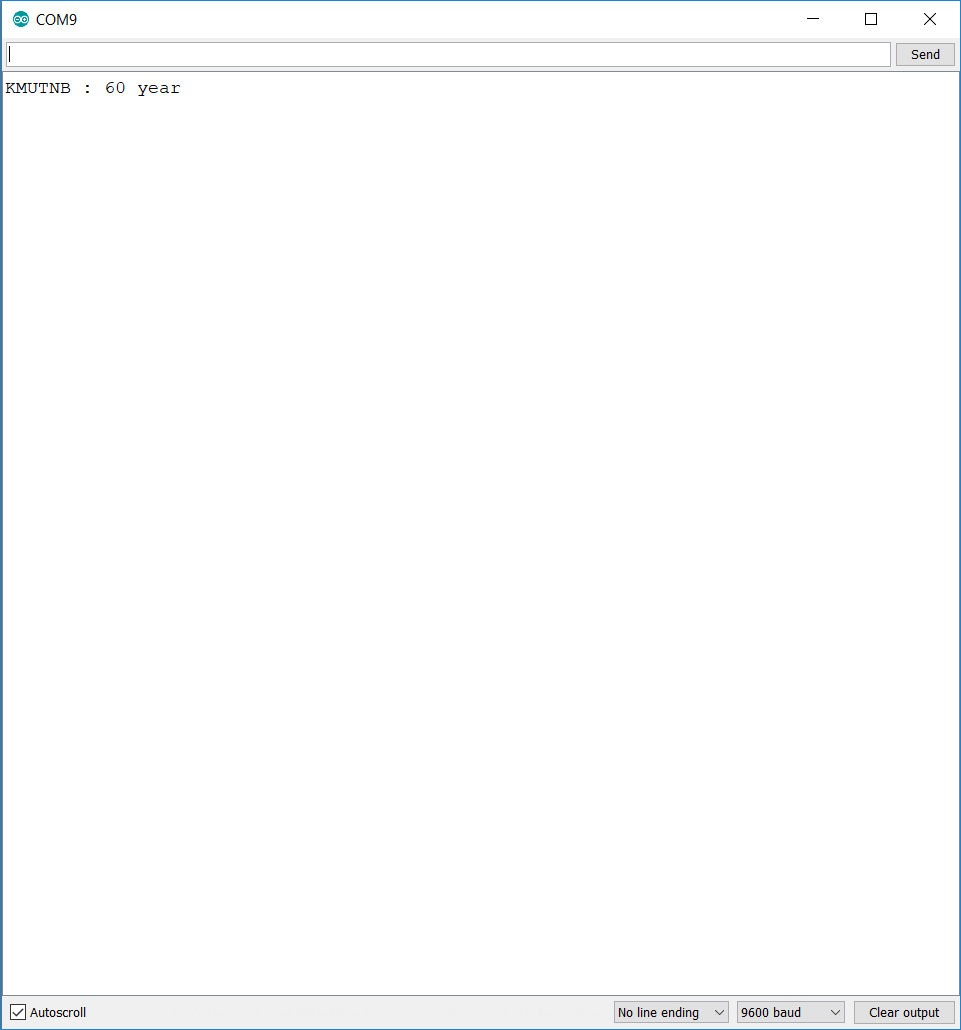 COM9
Send
KMUTNB : 60 year
Autoscroll
No line ending
9600 baud
Clear output